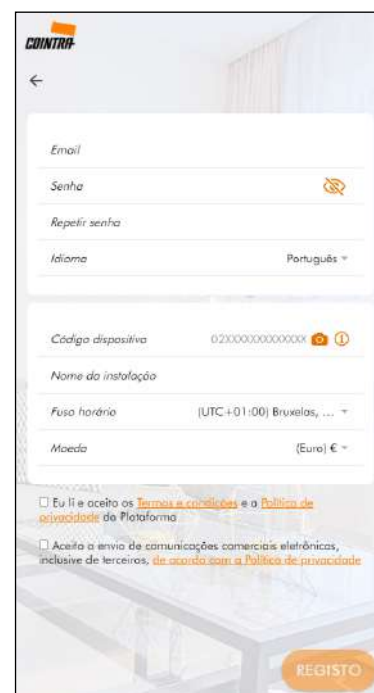 COINTRA
Email
Senha
Repetir senha
Idioma Português
Código dispositivo 02XXXXXXXXXXXXX
Nome da instalação
Fuso horário (UTC+01:00) Bruxelas, ...
Moeda (Euro) €
Eu li e aceito os Termos e condições e a Política de
privacidade da Plataforma
Aceito o envio de comunicações comerciais eletrônicas,
inclusive de terceiros, de acordo com a Política de privacidade
REGISTO